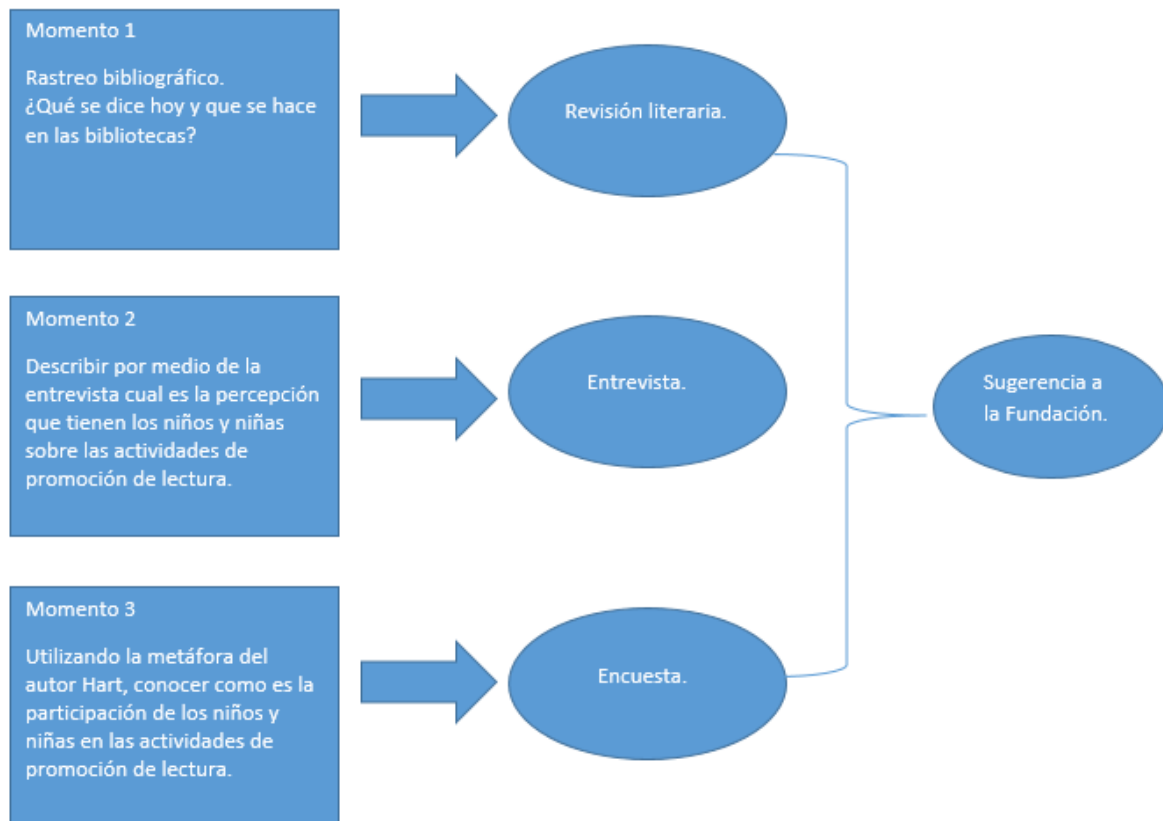 Momento 1
Rastreo bibliográfico.
¿Qué se dice hoy y que se hace
en las bibliotecas?
Revisión literaria.
Momento 2
Describir por medio de la
entrevista cual es la percepción
que tienen los niños y niñas
sobre las actividades de
promoción de lectura.
Entrevista.
Momento 3
Utilizando la metáfora del
autor Hart, conocer como es la
participación de los niños y
niñas en las actividades de
promoción de lectura.
Encuesta.
Sugerencia a
la Fundación.